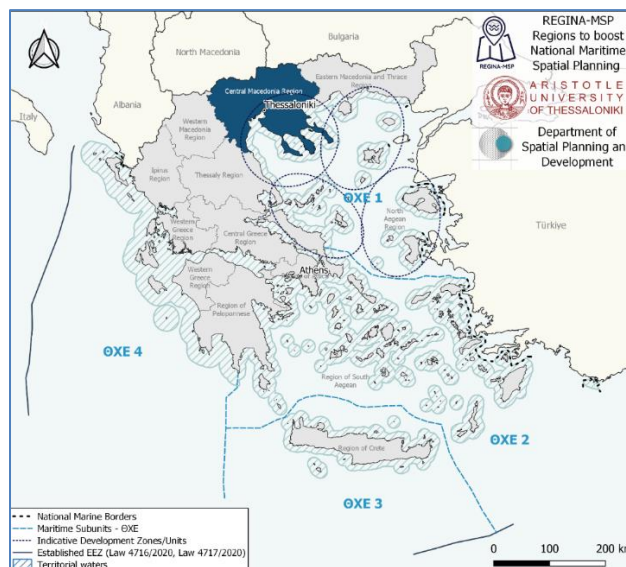 REGINA-MSP
Regions to boost
National Maritime
Spatial Planning
REGINA-MSP
ARISTOTLE
UNIVERSITY
OF THESSALONIKI
Department of
Spatial Planning and
Development
Bulgaria
North Macedonia
Albania
Italy
Türkiye
Eastern Macedonia and Thrace
Region
Central Macedonia Region
Thessaloniki
Western
Macedonia
Region
Thessaly Region
Region
ΘΧΕ 1
North
Aegean
Region
Western
Greece
Region
Central Greece
Region
Athens
Western
Greece
Region
Region of
Peloponnese
ΘΧΕ 4
Region of South
Aegean
ΘΧΕ 2
Region of Crete
ΘΧΕ 3
National Marine Borders
Maritime Subunits - ΘΧΕ
Indicative Development Zones/Units
Established EEZ (Law 4716/2020, Law 4717/2020)
Territorial waters
0 100 200 km